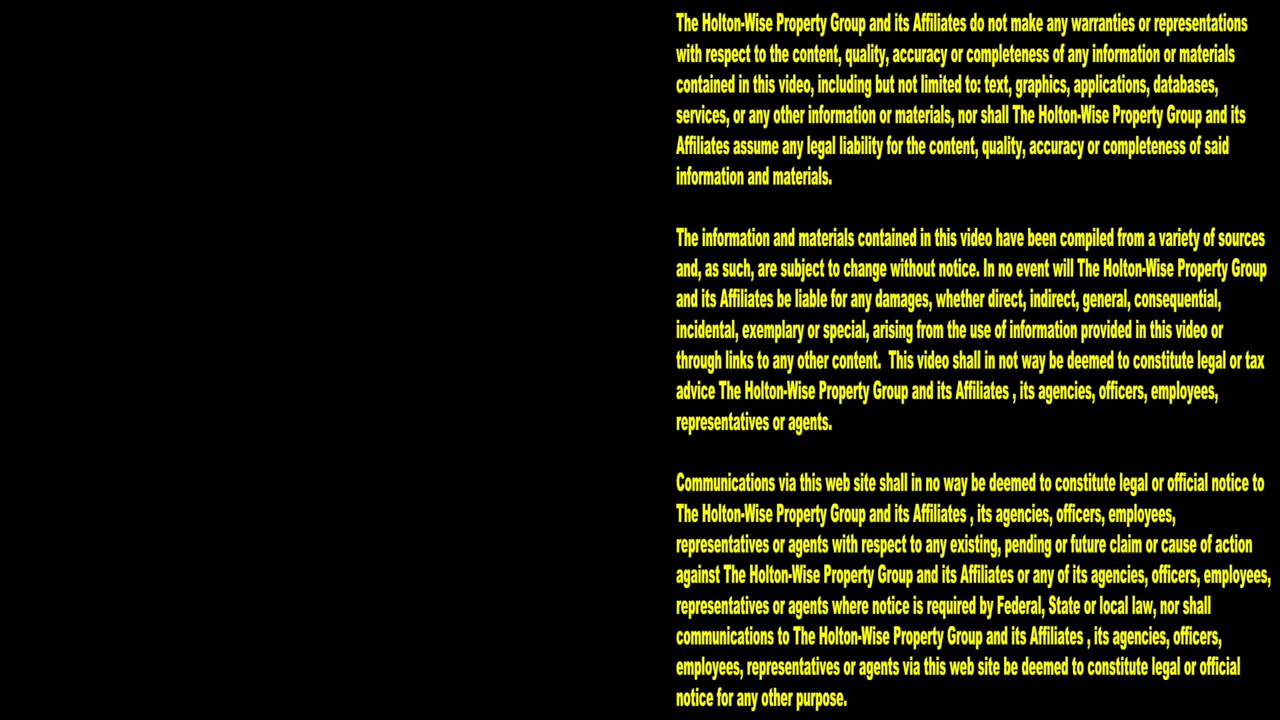 The Holton-Wise Property Group and its Affiliates do not make any warranties or representations
with respect to the content, quality, accuracy or completeness of any information or materials
contained in this video, including but not limited to: text, graphics, applications, databases,
services, or any other information or materials, nor shall The Holton-Wise Property Group and its
Affiliates assume any legal liability for the content, quality, accuracy or completeness of said
information and materials.
The information and materials contained in this video have been compiled from a variety of sources
and, as such, are subject to change without notice. In no event will The Holton-Wise Property Group
and its Affiliates be liable for any damages, whether direct, indirect, general, consequential,
incidental, exemplary or special, arising from the use of information provided in this video or
through links to any other content.  This video shall in not way be deemed to constitute legal or tax
advice The Holton-Wise Property Group and its Affiliates , its agencies, officers, employees,
representatives or agents.
Communications via this web site shall in no way be deemed to constitute legal or official notice to
The Holton-Wise Property Group and its Affiliates , its agencies, officers, employees,
representatives or agents with respect to any existing, pending or future claim or cause of action
against The Holton-Wise Property Group and its Affiliates or any of its agencies, officers, employees,
representatives or agents where notice is required by Federal, State or local law, nor shall
communications to The Holton-Wise Property Group and its Affiliates , its agencies, officers,
employees, representatives or agents via this web site be deemed to constitute legal or official
notice for any other purpose.